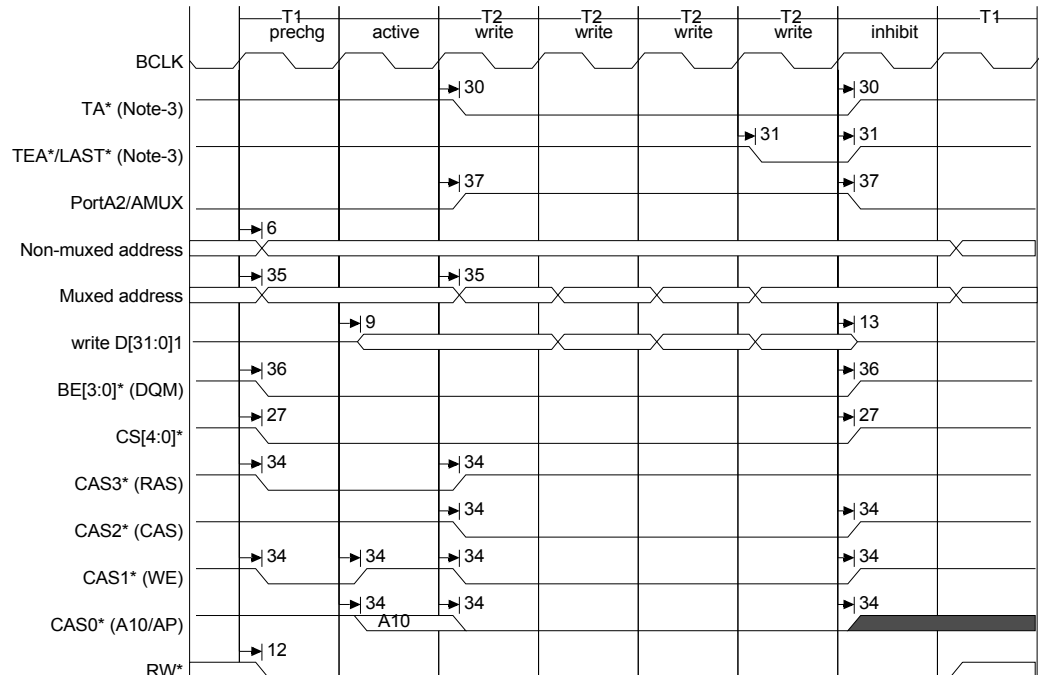 T1 T2 T2 T2 T2 T1
prechg active write write write write inhibit
BCLK
30 30
TA* (Note-3)
31 31
TEA*/LAST* (Note-3)
37 37
PortA2/AMUX
6
Non-muxed address
35 35
Muxed address
9 13
write D[31:0]1
36 36
BE[3:0]* (DQM)
27 27
CS[4:0]*
34 34
CAS3* (RAS)
34 34
CAS2* (CAS)
34 34 34 34
CAS1* (WE)
34 34 34
CAS0* (A10/AP) A10
12
RW*